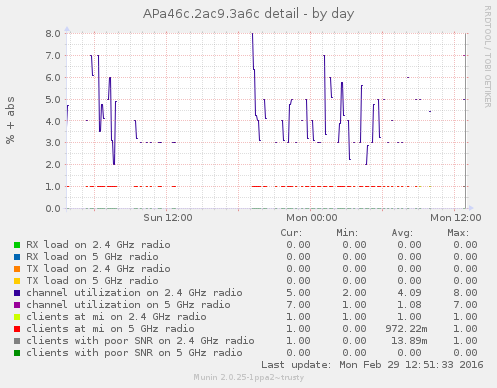 APa46c.2ac9.3a6c detail - by day
RRDTOOL / TOBI OETIKER
% + abs
8.0
7.0
6.0
5.0
4.0
3.0
2.0
1.0
0.0
Sun 12:00 Mon 00:00 Mon 12:00
Cur: Min: Avg: Max:
RX load on 2.4 GHz radio 0.00 0.00 0.00 0.00
RX load on 5 GHz radio 0.00 0.00 0.00 0.00
TX load on 2.4 GHz radio 0.00 0.00 0.00 0.00
TX load on 5 GHz radio 0.00 0.00 0.00 0.00
channel utilization on 2.4 GHz radio 5.00 2.00 4.09 8.00
channel utilization on 5 GHz radio 7.00 1.00 1.08 7.00
clients at mi on 2.4 GHz radio 1.00 1.00 1.00 1.00
clients at mi on 5 GHz radio 1.00 0.00 972.22m 1.00
clients with poor SNR on 2.4 GHz radio 1.00 0.00 13.89m 1.00
clients with poor SNR on 5 GHz radio 0.00 0.00 0.00 0.00
Last update: Mon Feb 29 12:51:33 2016
Munin 2.0.25-1ppa2~trusty